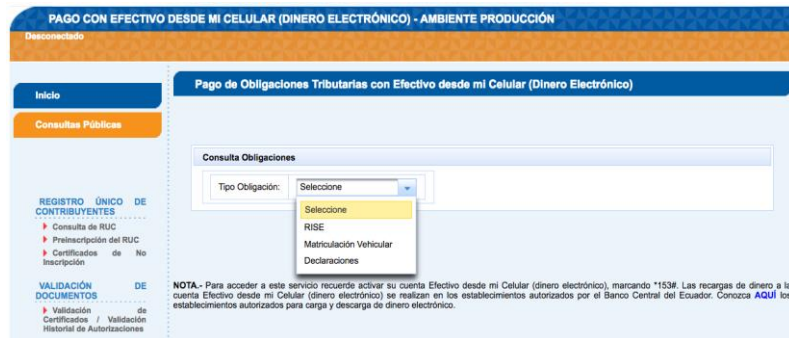 PAGO CON EFECTIVO DESDE MI CELULAR (DINERO ELECTRÓNICO) - AMBIENTE PRODUCCIÓN
Desconectado
Inicio
Consultas Públicas
REGISTRO ÚNICO DE
CONTRIBUYENTES
Consulta de RUC
Preinscripción del RUC
Certificados de No
Inscripción
VALIDACIÓN DE
DOCUMENTOS
Validación de
Certificados / Validación
Historial de Autorizaciones
Pago de Obligaciones Tributarias con Efectivo desde mi Celular (Dinero Electrónico)
Consulta Obligaciones
Tipo Obligación: Seleccione
Seleccione
RISE
Matriculación Vehicular
Declaraciones
NOTA.- Para acceder a este servicio recuerde activar su cuenta Efectivo desde mi Celular (dinero electrónico), marcando *153#. Las recargas de dinero a la
cuenta Efectivo desde mi Celular (dinero electrónico) se realizan en los establecimientos autorizados por el Banco Central del Ecuador. Conozca AQUÍ los
establecimientos autorizados para carga y descarga de dinero electrónico.